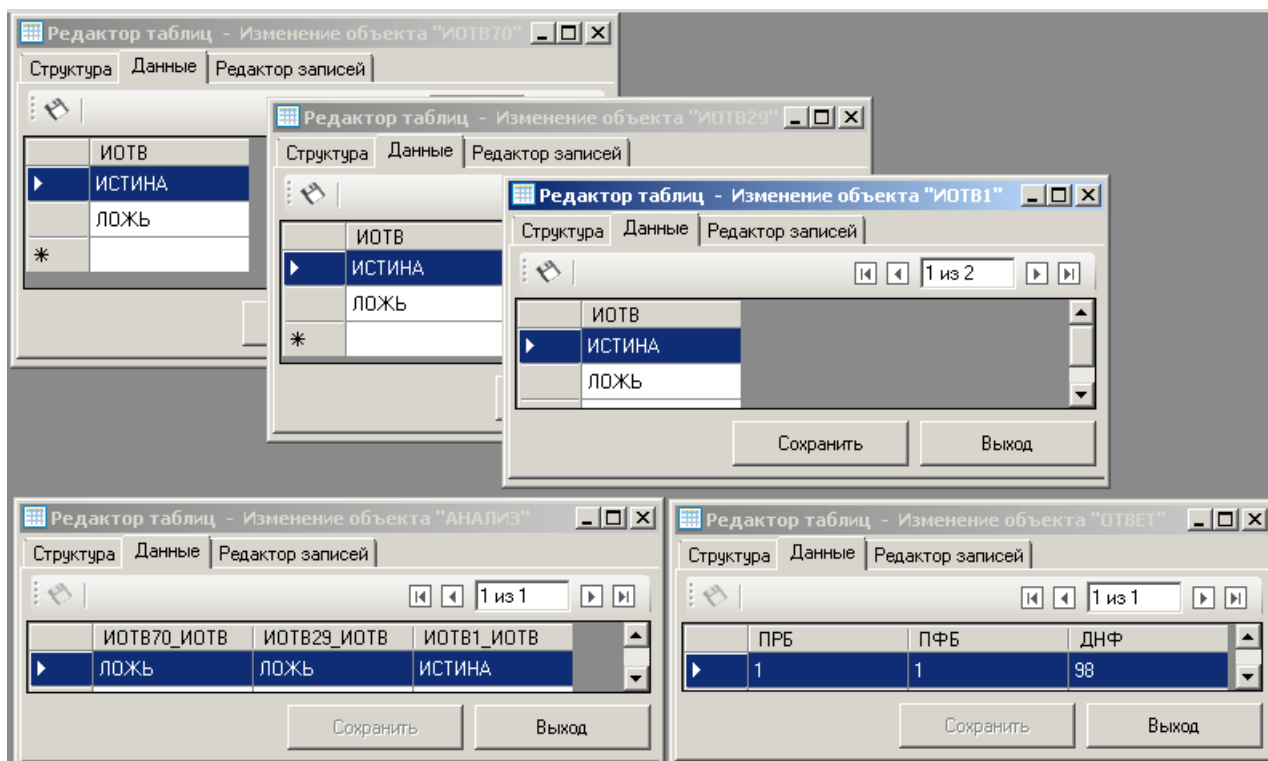 Редактор таблиц - Изменение объекта "ИОТВ70"
Структура Данные Редактор записей
ИОТВ
ИСТИНА
ЛОЖЬ
Редактор таблиц - Изменение объекта "ИОТВ29"
Структура Данные Редактор записей
ИОТВ
ИСТИНА
ЛОЖЬ
Редактор таблиц - Изменение объекта "ИОТВ1"
Структура Данные Редактор записей
1 из 2
ИОТВ
ИСТИНА
ЛОЖЬ
Сохранить Выход
Редактор таблиц - Изменение объекта "АНАЛИЗ"
Структура Данные Редактор записей
1 из 1
ИОТВ70_ИОТВ ИОТВ29_ИОТВ ИОТВ1_ИОТВ
ЛОЖЬ ЛОЖЬ ИСТИНА
Сохранить Выход
Редактор таблиц - Изменение объекта "ОТВЕТ"
Структура Данные Редактор записей
1 из 1
ПРБ ПФБ ДНФ
1 1 98
Сохранить Выход